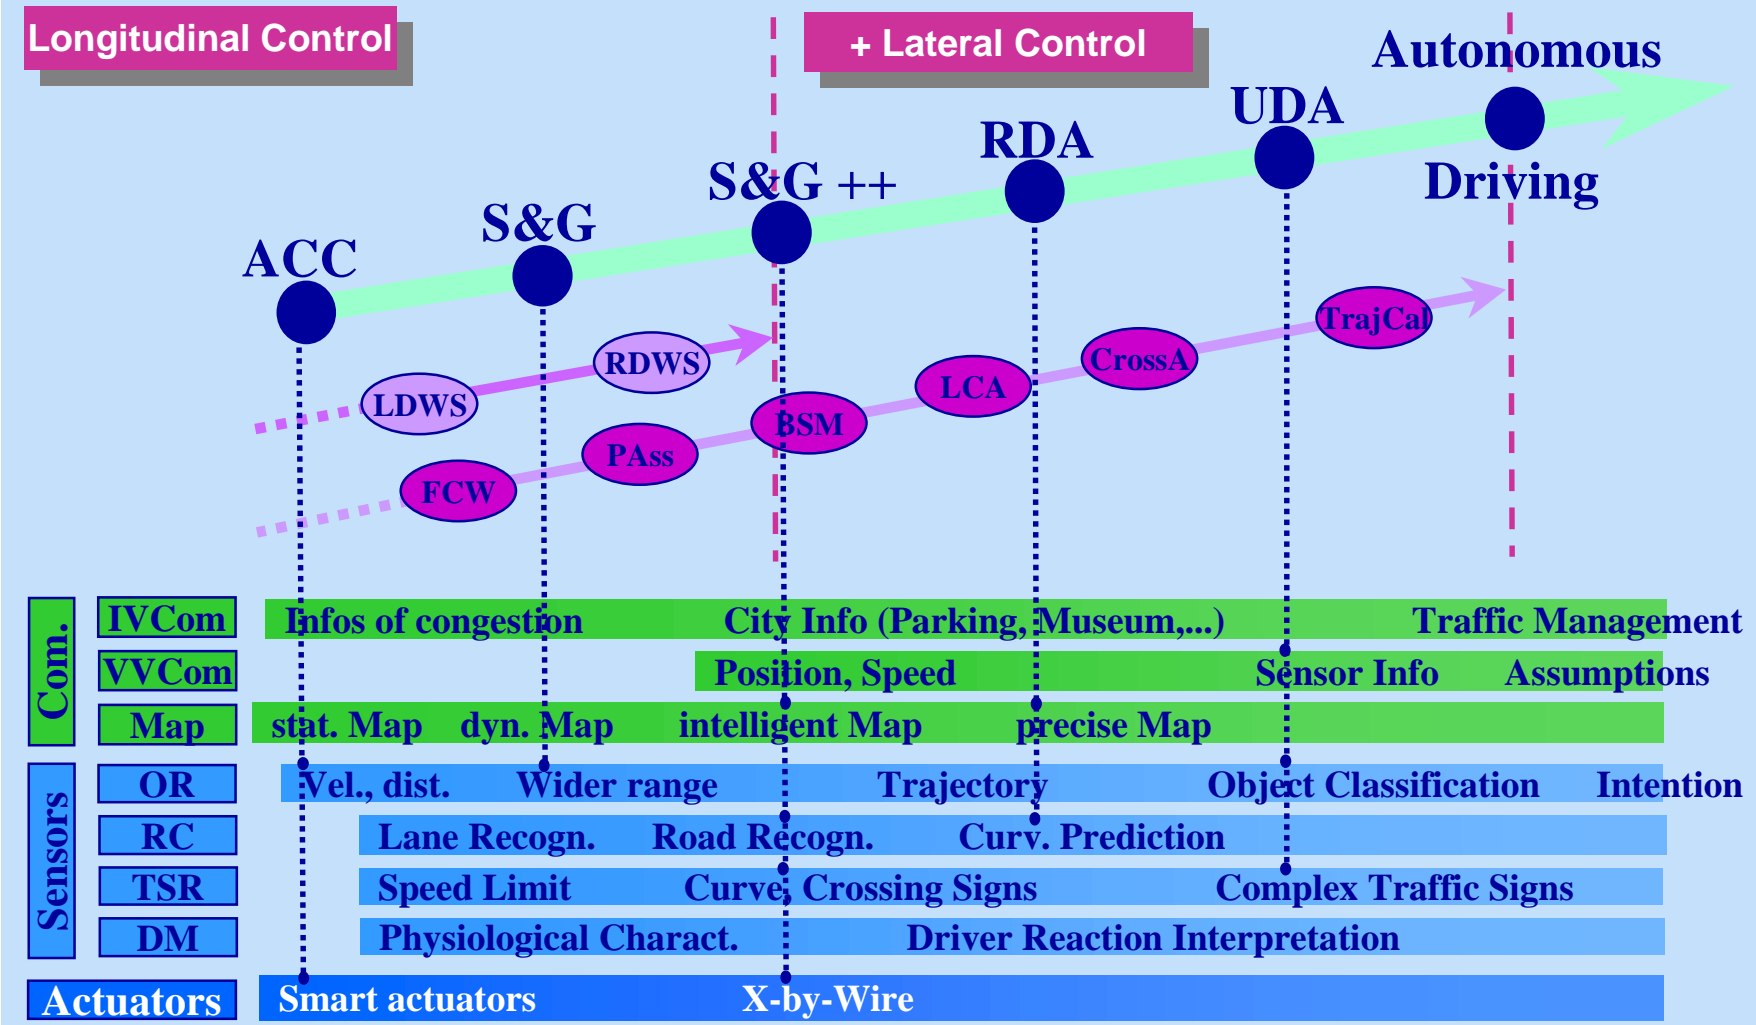 Longitudinal Control
+ Lateral Control
Autonomous
Driving
UDA
RDA
S&G ++
S&G
ACC
LDWS
RDWS
FCW
PAss
BSM
LCA
CrossA
TrajCal
Com.
IVCom
Infos of congestion
City Info (Parking, Museum,...)
Traffic Management
VVCom
Position, Speed
Sensor Info
Assumptions
Map
stat. Map
dyn. Map
intelligent Map
precise Map
Sensors
OR
Vel., dist.
Wider range
Trajectory
Object Classification
Intention
RC
Lane Recogn.
Road Recogn.
Curv. Prediction
TSR
Speed Limit
Curve, Crossing Signs
Complex Traffic Signs
DM
Physiological Charact.
Driver Reaction Interpretation
Actuators
Smart actuators
X-by-Wire